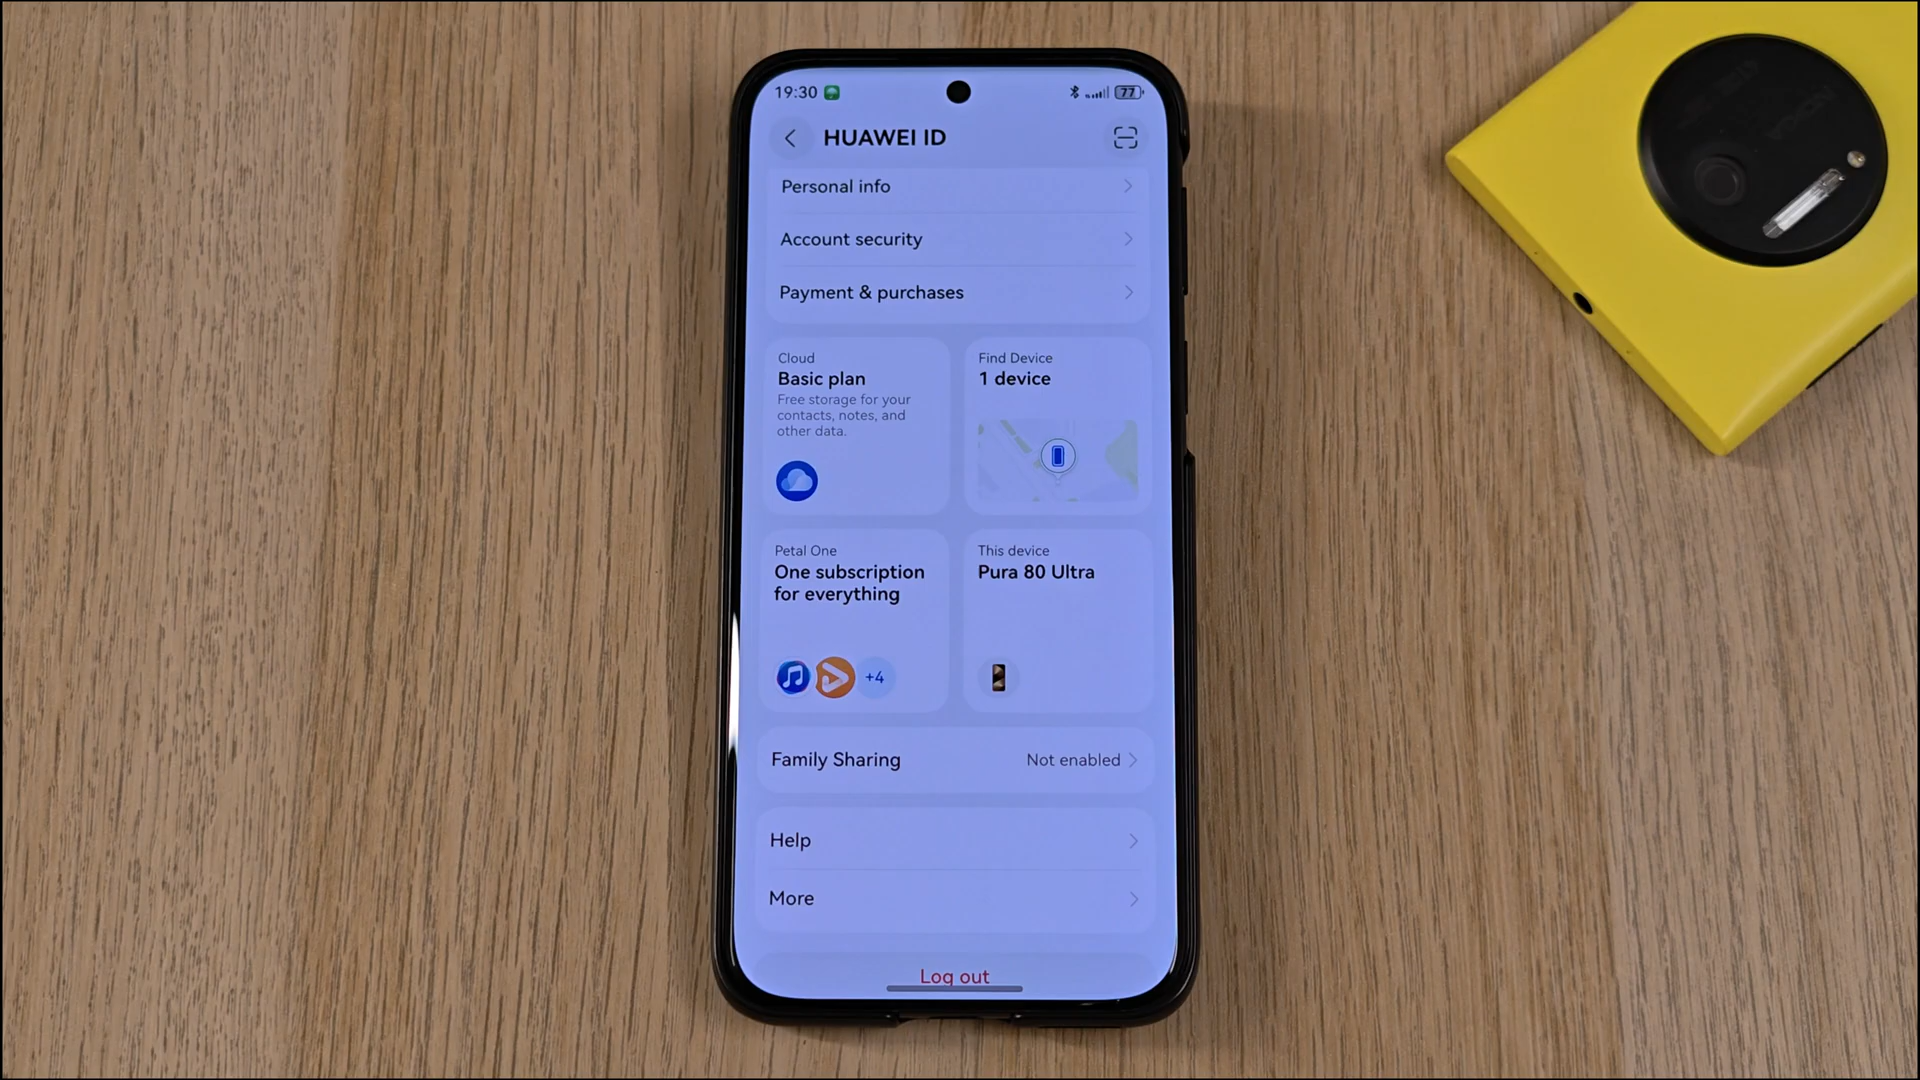 19:30
77
HUAWEI ID
Personal info
Account security
Payment & purchases
Cloud
Basic plan
Free storage for your
contacts, notes, and
other data.
Find Device
1 device
Petal One
One subscription
for everything
+4
This device
Pura 80 Ultra
Family Sharing
Not enabled
Help
More
Log out